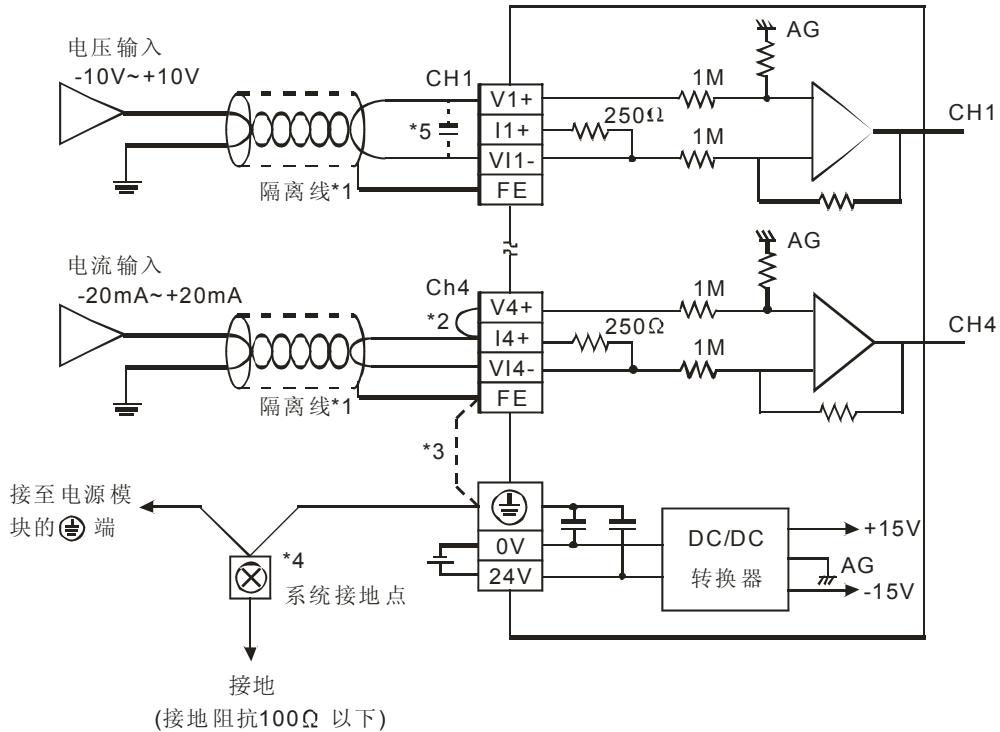 电压输入
-10V~+10V
隔离线*1
CH1
*5
V1+
I1+
VI1-
FE
250Ω
1M
1M
AG
CH1
电流输入
-20mA~+20mA
隔离线*1
Ch4
*2
V4+
I4+
VI4-
FE
250Ω
1M
1M
AG
CH4
*3
接至电源模
块的 端
*4
系统接地点
接地
(接地阻抗100Ω 以下)
0V
24V
DC/DC
转换器
+15V
AG
-15V